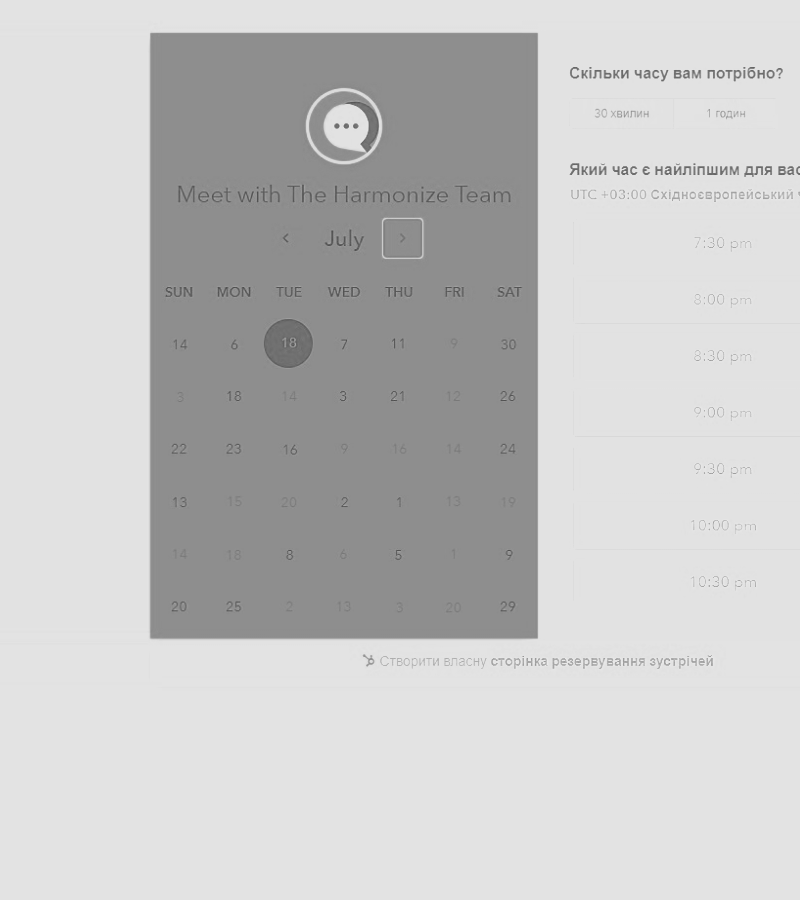 Meet with The Harmonize Team
July
SUN MON TUE WED THU FRI SAT
14 6 18 7 11 9 30
3 18 14 3 21 12 26
22 23 16 9 16 14 24
13 15 20 2 1 13 19
14 18 8 6 5 1 9
20 25 2 13 3 20 29
Скільки часу вам потрібно?
30 хвилин 1 годин
Який час є найліпшим для вас
UTC +03:00 Східноєвропейський
7:30 pm
8:00 pm
8:30 pm
9:00 pm
9:30 pm
10:00 pm
10:30 pm
Створити власну сторінка резервування зустрічей